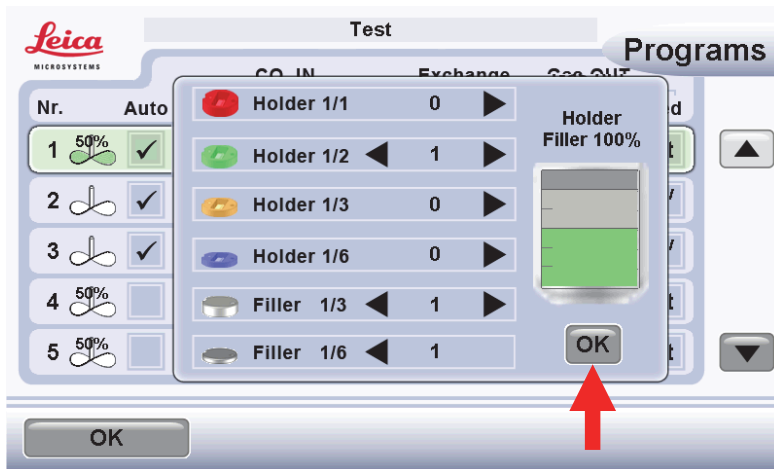 Leica
MICROSYSTEMS
Test
Programs
Exchange
Nr. Auto
Holder 1/1 0
Holder
Filler 100%
1 50%
Holder 1/2 1
2
Holder 1/3 0
3
Holder 1/6 0
4 50%
Filler 1/3 1
5 50%
Filler 1/6 1
OK
OK